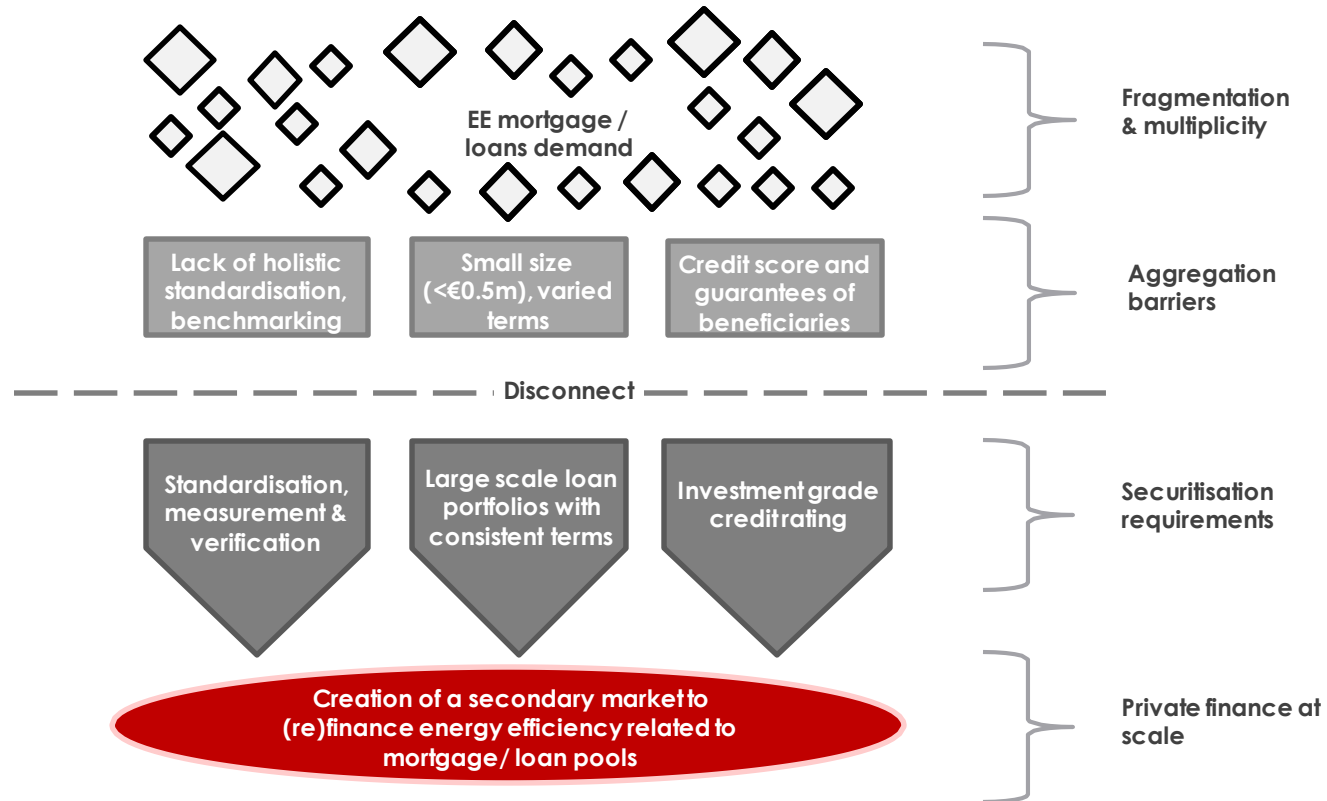 EE mortgage /
loans demand
Fragmentation
& multiplicity
Lack of holistic
standardisation,
benchmarking
Small size
(<€0.5m), varied
terms
Credit score and
guarantees of
beneficiaries
Aggregation
barriers
Disconnect
Standardisation,
measurement &
verification
Large scale loan
portfolios with
consistent terms
Investment grade
credit rating
Securitisation
requirements
Creation of a secondary market to
(re)finance energy efficiency related to
mortgage/ loan pools
Private finance at
scale